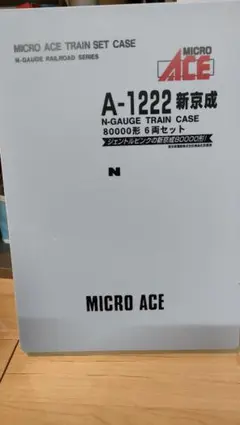 MICRO ACE TRAIN SET CASE
N-GAUGE RAILROAD SERIES
MICRO
ACE
A-1222 新京成
N-GAUGE TRAIN CASE
80000形 6両セット
ジェントルピンクの新京成80000形!
N
MICRO ACE